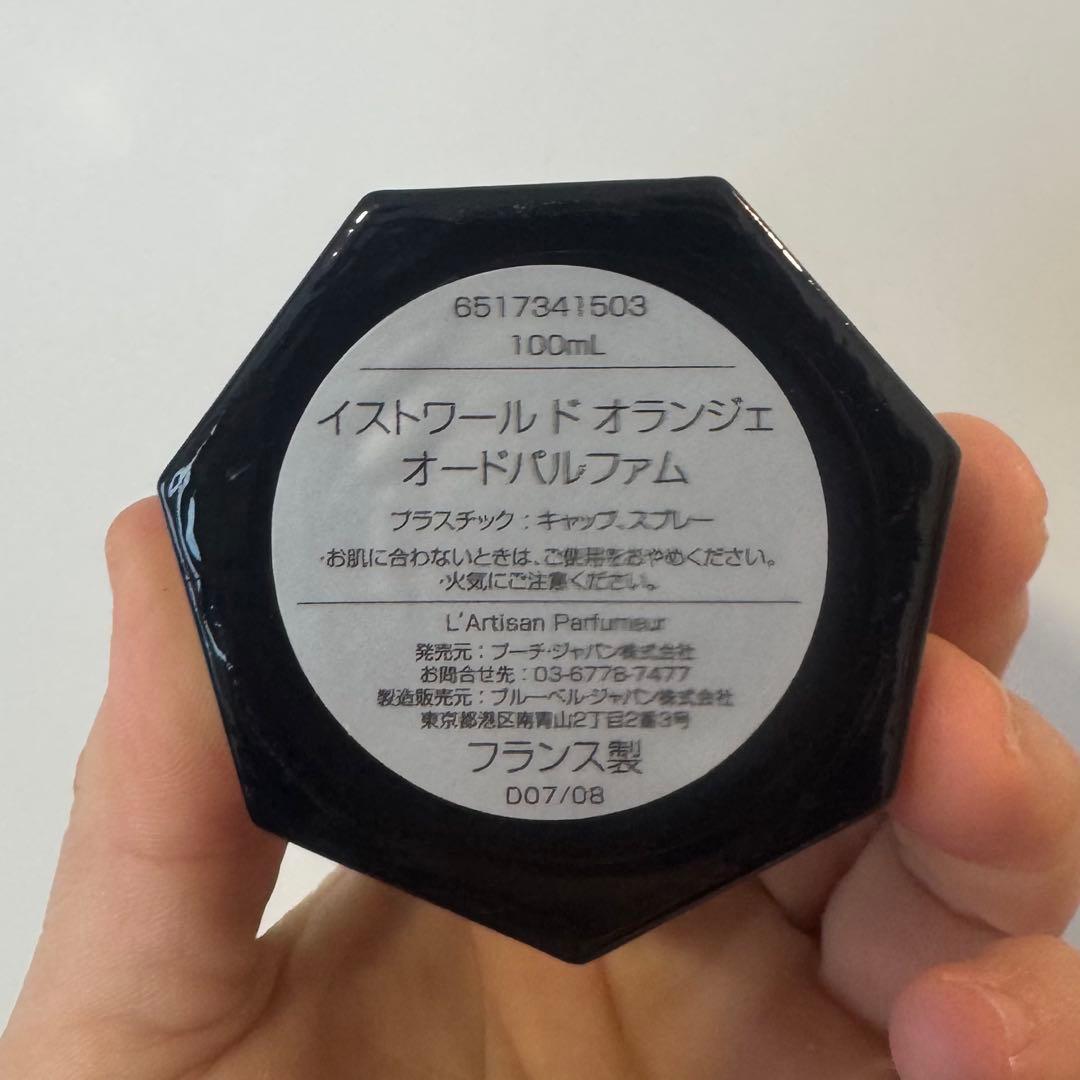 6517341503
100mL
イストワール ド オランジェ
オードパルファム
プラスチック：キャップ、スプレー
・お肌に合わないときは、ご使用をおやめください。
・火気にご注意ください。
L'Artisan Parfumeur
発売元：プーチ・ジャパン株式会社
お問合せ先：03-6778-7477
製造販売元：ブルーベル・ジャパン株式会社
東京都港区南青山2丁目2番3号
フランス製
D07/08